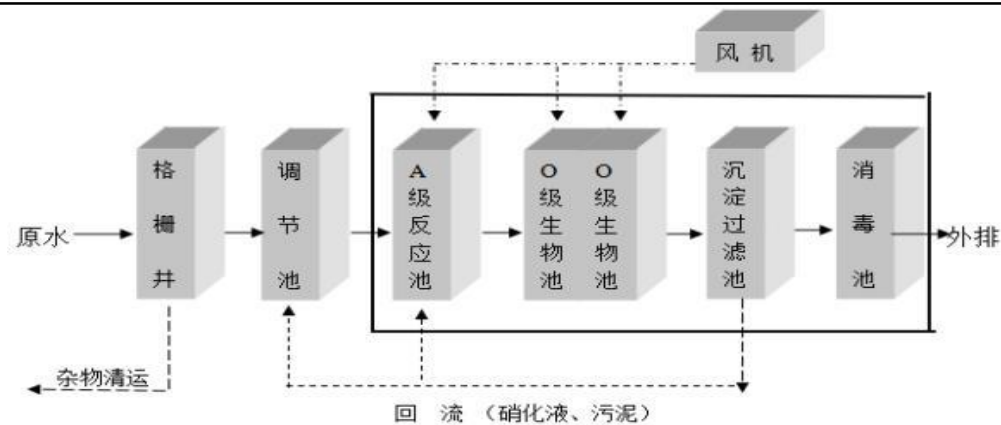 风机
原水
格栅井
调节池
A级反应池
O级生物池
O级生物池
沉淀过滤池
消毒池
外排
杂物清运
回 流 （硝化液、污泥）